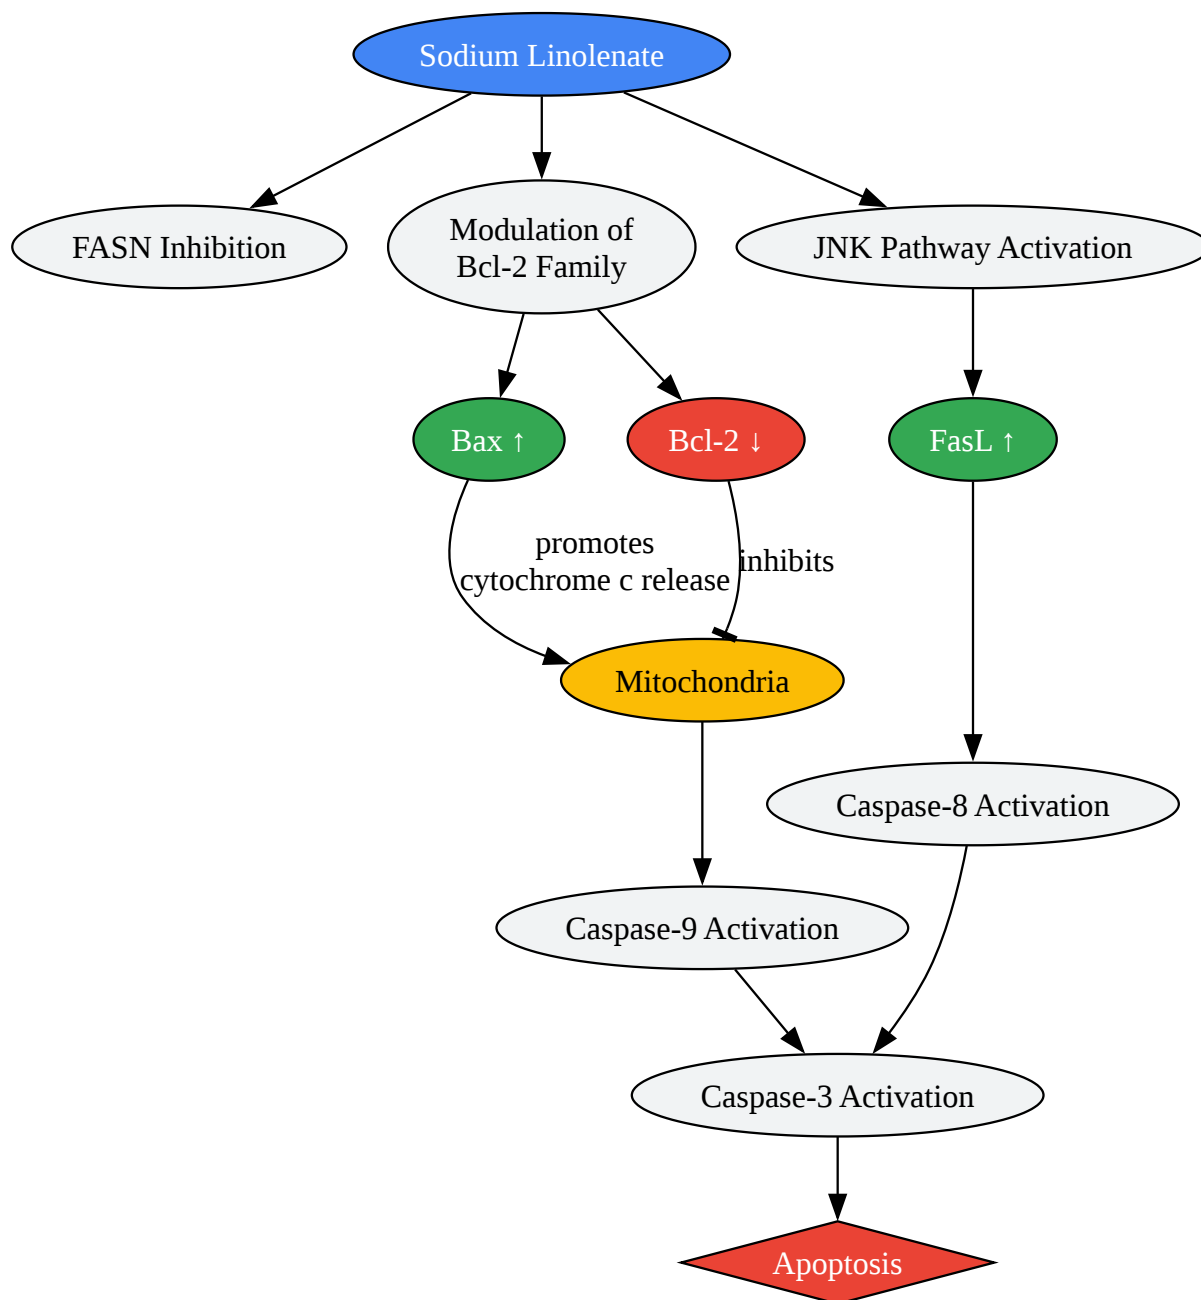 Sodium Linolenate
FASN Inhibition
Modulation of
Bcl-2 Family
JNK Pathway Activation
Bax ↑
Bcl-2 ↓
FasL ↑
promotes
cytochrome c release
inhibits
Mitochondria
Caspase-8 Activation
Caspase-9 Activation
Caspase-3 Activation
Apoptosis